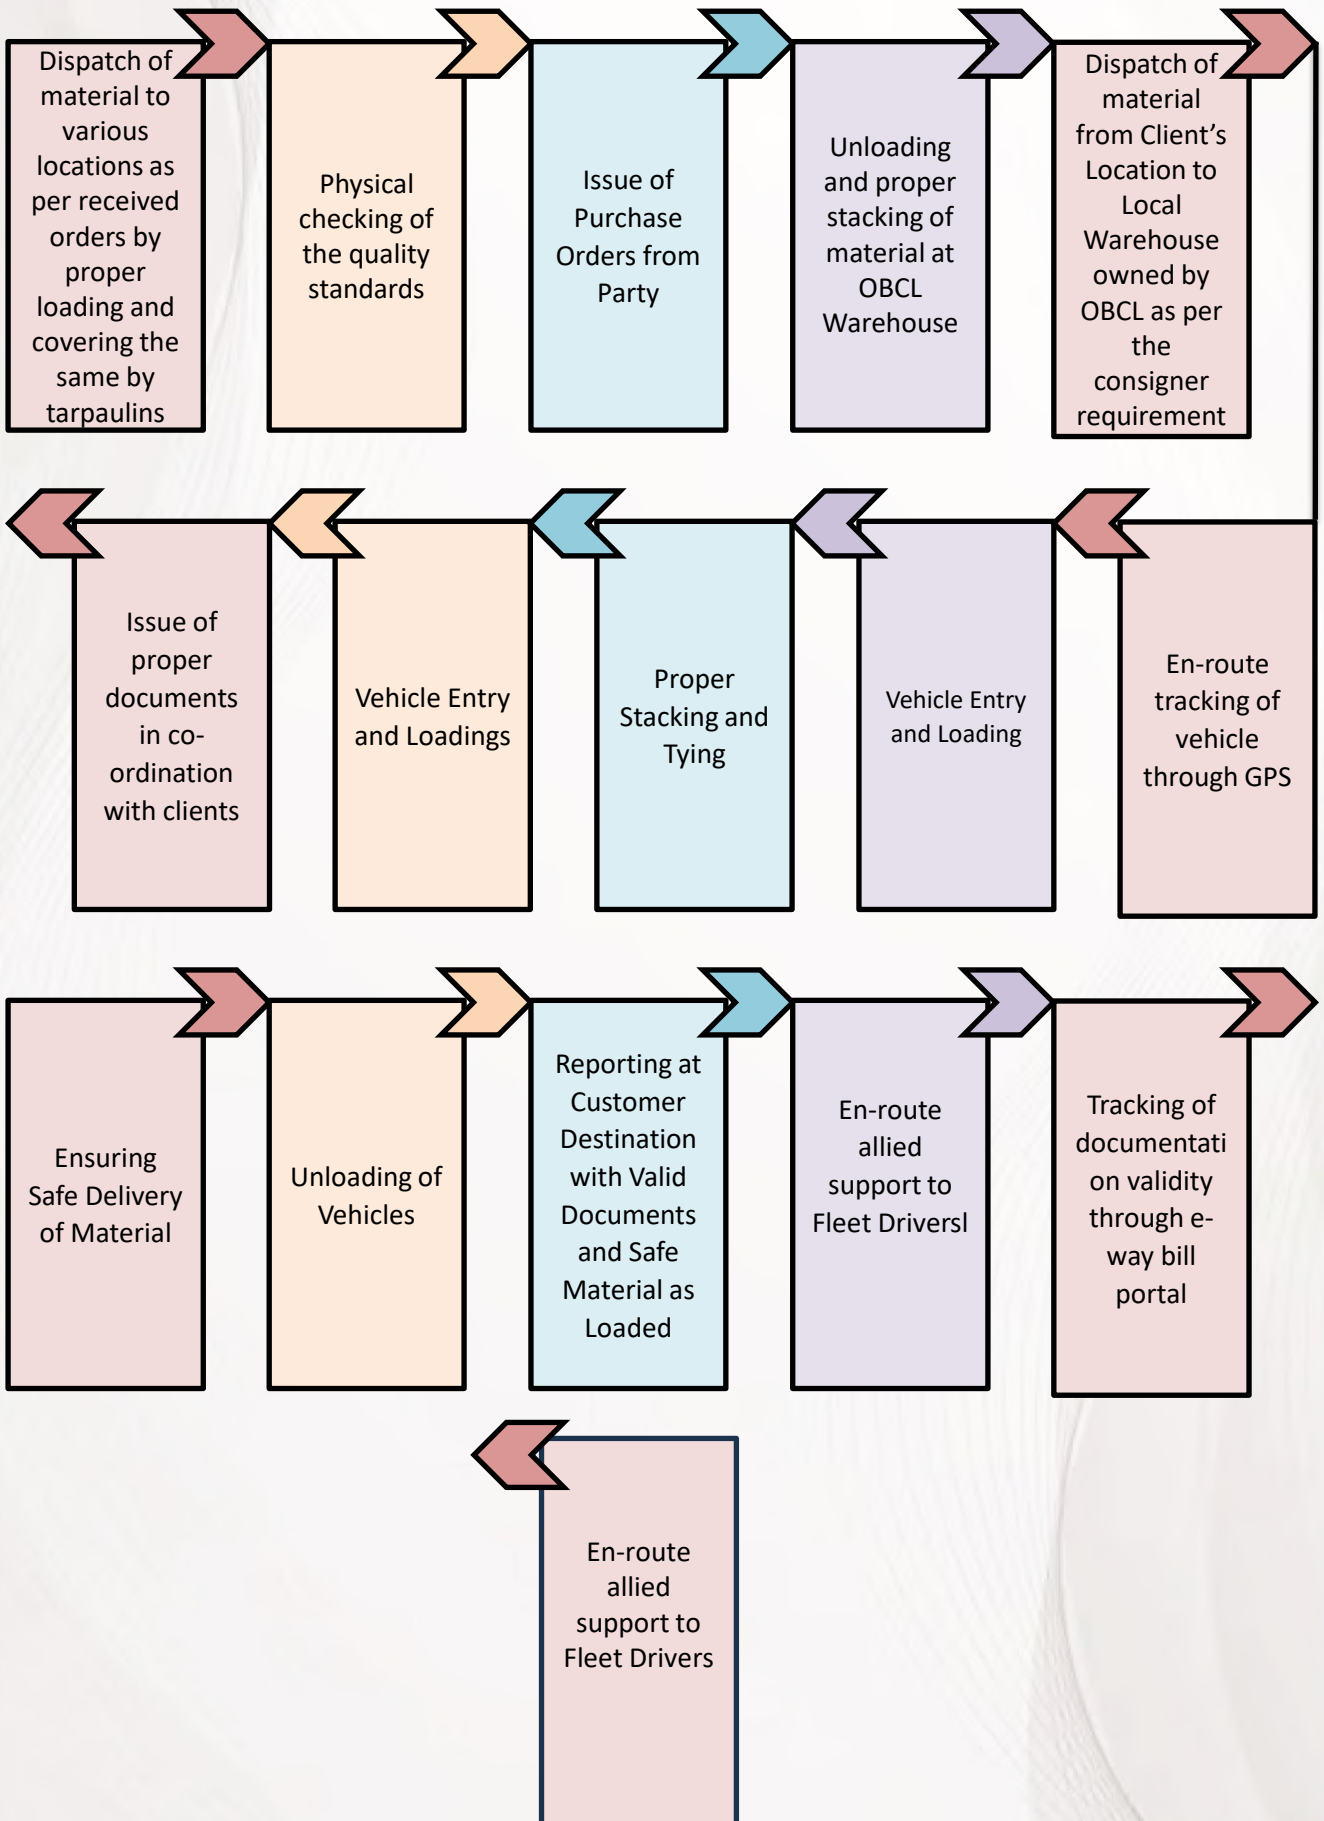 Dispatch of
material to
various
locations as
per received
orders by
proper
loading and
covering the
same by
tarpaulins
Physical
checking of
the quality
standards
Issue of
Purchase
Orders from
Party
Unloading
and proper
stacking of
material at
OBCL
Warehouse
Dispatch of
material
from Client’s
Location to
Local
Warehouse
owned by
OBCL as per
the
consigner
requirement
Issue of
proper
documents
in co-
ordination
with clients
Vehicle Entry
and Loadings
Proper
Stacking and
Tying
Vehicle Entry
and Loading
En-route
tracking of
vehicle
through GPS
Ensuring
Safe Delivery
of Material
Unloading of
Vehicles
Reporting at
Customer
Destination
with Valid
Documents
and Safe
Material as
Loaded
En-route
allied
support to
Fleet Driversl
Tracking of
documentati
on validity
through e-
way bill
portal
En-route
allied
support to
Fleet Drivers